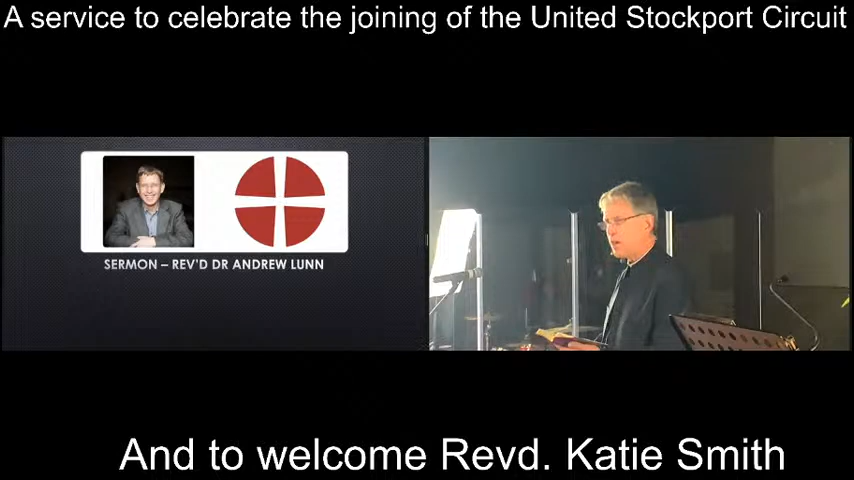 A service to celebrate the joining of the United Stockport Circuit
SERMON – REV'D DR ANDREW LUNN
And to welcome Revd. Katie Smith